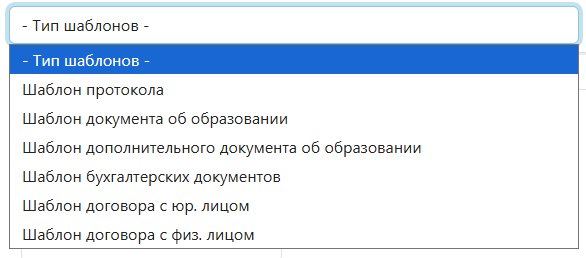 - Тип шаблонов -
- Тип шаблонов -
Шаблон протокола
Шаблон документа об образовании
Шаблон дополнительного документа об образовании
Шаблон бухгалтерских документов
Шаблон договора с юр. лицом
Шаблон договора с физ. лицом